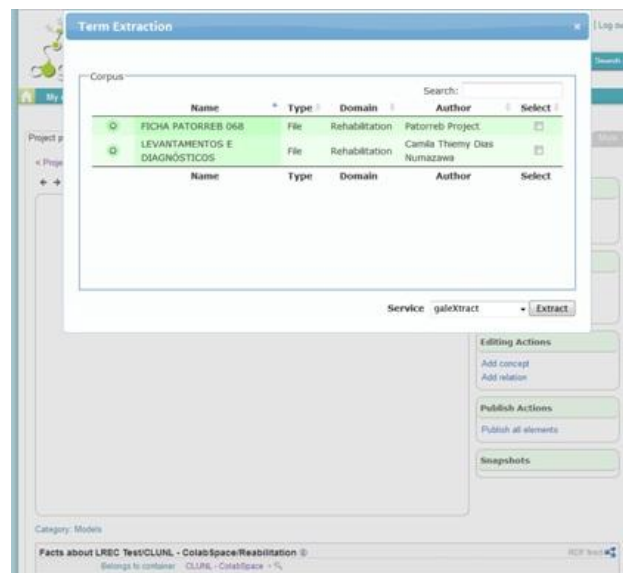 Term Extraction
Corpus
Search:
Name Type Domain Author Select
FICHA PATORREB 068 File Rehabilitation Patorreb Project
LEVANTAMENTOS E DIAGNÓSTICOS File Rehabilitation Camila Thiemy Dias Numazawa
Name Type Domain Author Select
Service galeXtract Extract
Search
My
Project
< Proje
Editing Actions
Add concept
Add relation
Publish Actions
Publish all elements
Snapshots
Category: Models
Facts about LREC Test/CLUNL - ColabSpace/Reabilitation
Belongs to container CLUNL - ColabSpace +